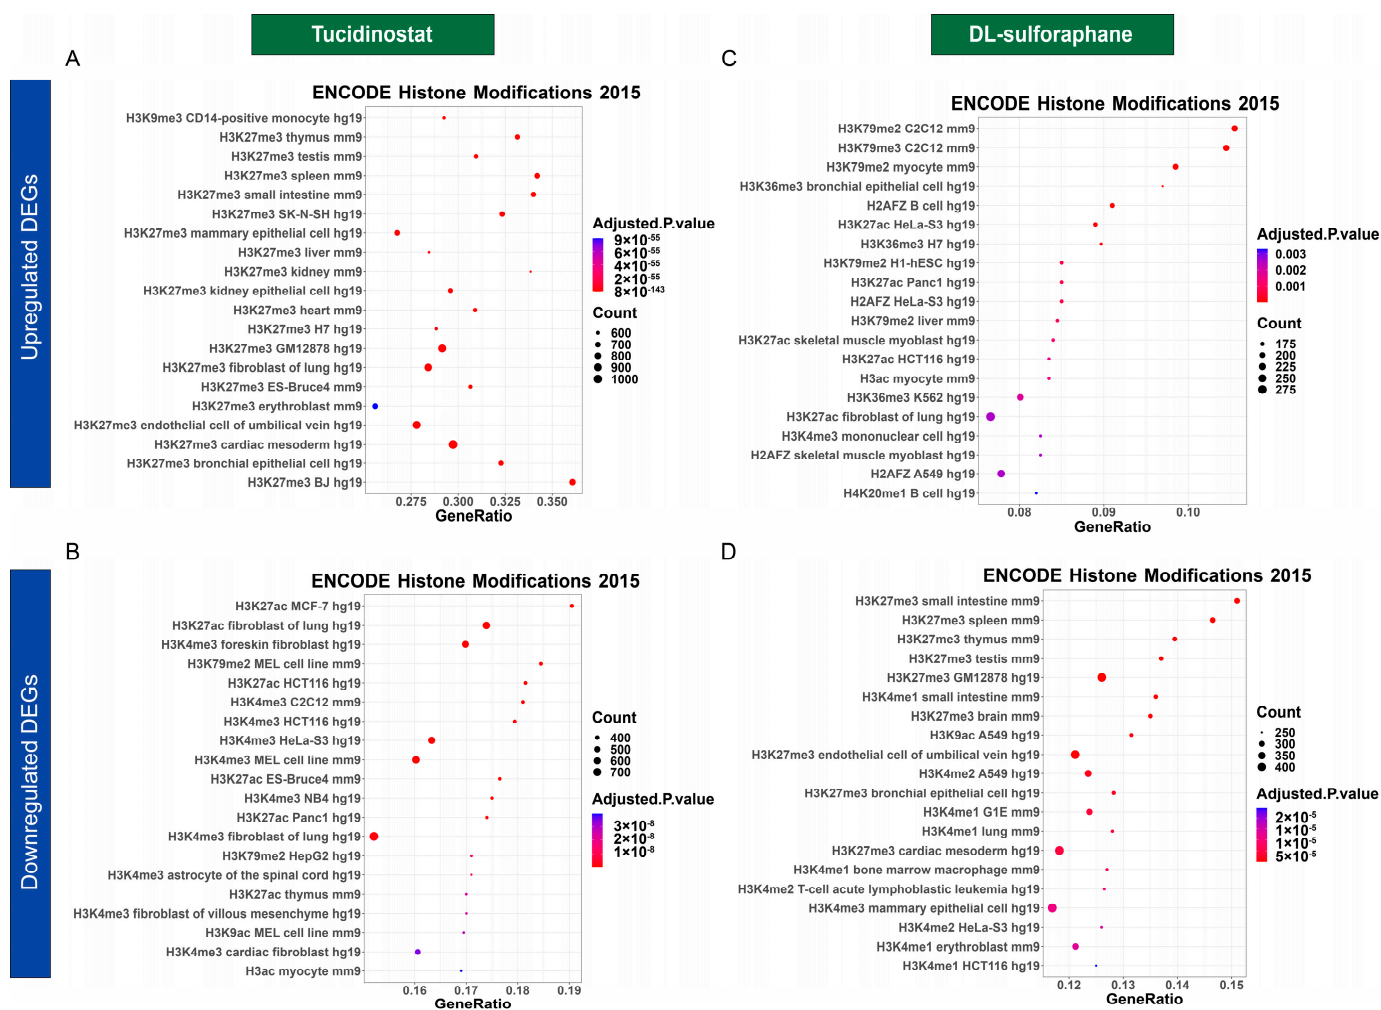 Tucidinostat
DL-sulforaphane
Upregulated DEGs
Downregulated DEGs
A
ENCODE Histone Modifications 2015
H3K9me3 CD14-positive monocyte hg19
H3K27me3 thymus mm9
H3K27me3 testis mm9
H3K27me3 spleen mm9
H3K27me3 small intestine mm9
H3K27me3 SK-N-SH hg19
H3K27me3 mammary epithelial cell hg19
H3K27me3 liver mm9
H3K27me3 kidney mm9
H3K27me3 kidney epithelial cell hg19
H3K27me3 heart mm9
H3K27me3 H7 hg19
H3K27me3 GM12878 hg19
H3K27me3 fibroblast of lung hg19
H3K27me3 ES-Bruce4 mm9
H3K27me3 erythroblast mm9
H3K27me3 endothelial cell of umbilical vein hg19
H3K27me3 cardiac mesoderm hg19
H3K27me3 bronchial epithelial cell hg19
H3K27me3 BJ hg19
0.275 0.300 0.325 0.350
GeneRatio
Adjusted.P.value
9×10-55
6×10-55
4×10-55
2×10-55
8×10-143
Count
600
700
800
900
1000
C
ENCODE Histone Modifications 2015
H3K79me2 C2C12 mm9
H3K79me3 C2C12 mm9
H3K79me2 myocyte mm9
H3K36me3 bronchial epithelial cell hg19
H2AFZ B cell hg19
H3K27ac HeLa-S3 hg19
H3K36me3 H7 hg19
H3K79me2 H1-hESC hg19
H3K27ac Panc1 hg19
H2AFZ HeLa-S3 hg19
H3K79me2 liver mm9
H3K27ac skeletal muscle myoblast hg19
H3K27ac HCT116 hg19
H3ac myocyte mm9
H3K36me3 K562 hg19
H3K27ac fibroblast of lung hg19
H3K4me3 mononuclear cell hg19
H2AFZ skeletal muscle myoblast hg19
H2AFZ A549 hg19
H4K20me1 B cell hg19
0.08 0.09 0.10
GeneRatio
Adjusted.P.value
0.003
0.002
0.001
Count
175
200
225
250
275
B
ENCODE Histone Modifications 2015
H3K27ac MCF-7 hg19
H3K27ac fibroblast of lung hg19
H3K4me3 foreskin fibroblast hg19
H3K79me2 MEL cell line mm9
H3K27ac HCT116 hg19
H3K4me3 C2C12 mm9
H3K4me3 HCT116 hg19
H3K4me3 HeLa-S3 hg19
H3K4me3 MEL cell line mm9
H3K27ac ES-Bruce4 mm9
H3K4me3 NB4 hg19
H3K27ac Panc1 hg19
H3K4me3 fibroblast of lung hg19
H3K79me2 HepG2 hg19
H3K4me3 astrocyte of the spinal cord hg19
H3K27ac thymus mm9
H3K4me3 fibroblast of villous mesenchyme hg19
H3K9ac MEL cell line mm9
H3K4me3 cardiac fibroblast hg19
H3ac myocyte mm9
0.16 0.17 0.18 0.19
GeneRatio
Count
400
500
600
700
Adjusted.P.value
3×10-8
2×10-8
1×10-8
D
ENCODE Histone Modifications 2015
H3K27me3 small intestine mm9
H3K27me3 spleen mm9
H3K27me3 thymus mm9
H3K27me3 testis mm9
H3K27me3 GM12878 hg19
H3K4me1 small intestine mm9
H3K27me3 brain mm9
H3K9ac A549 hg19
H3K27me3 endothelial cell of umbilical vein hg19
H3K4me2 A549 hg19
H3K27me3 bronchial epithelial cell hg19
H3K4me1 G1E mm9
H3K4me1 lung mm9
H3K27me3 cardiac mesoderm hg19
H3K4me1 bone marrow macrophage mm9
H3K4me2 T-cell acute lymphoblastic leukemia hg19
H3K4me3 mammary epithelial cell hg19
H3K4me2 HeLa-S3 hg19
H3K4me1 erythroblast mm9
H3K4me1 HCT116 hg19
0.12 0.13 0.14 0.15
GeneRatio
Count
250
300
350
400
Adjusted.P.value
2×10-5
1×10-5
5×10-5